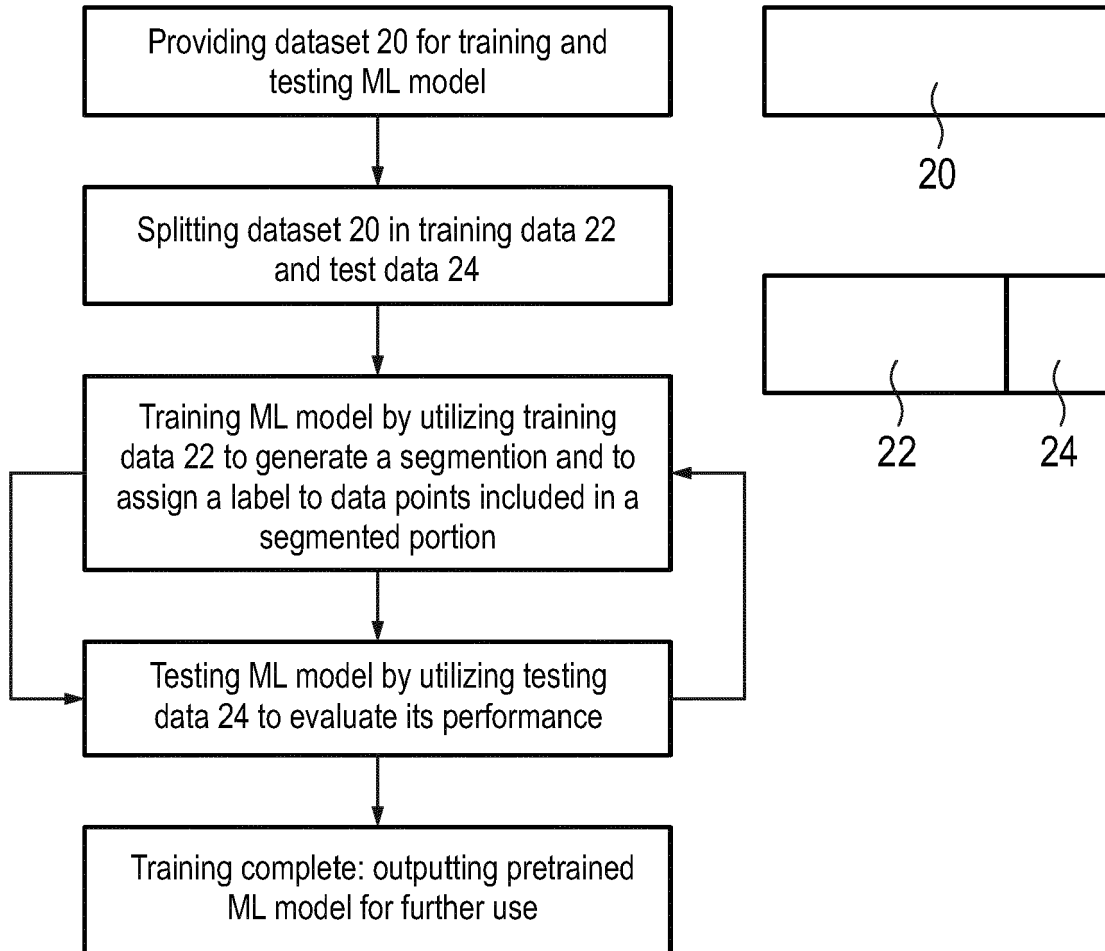 Providing dataset 20 for training and
testing ML model
20
Splitting dataset 20 in training data 22
and test data 24
22
24
Training ML model by utilizing training
data 22 to generate a segmention and to
assign a label to data points included in a
segmented portion
Testing ML model by utilizing testing
data 24 to evaluate its performance
Training complete: outputting pretrained
ML model for further use